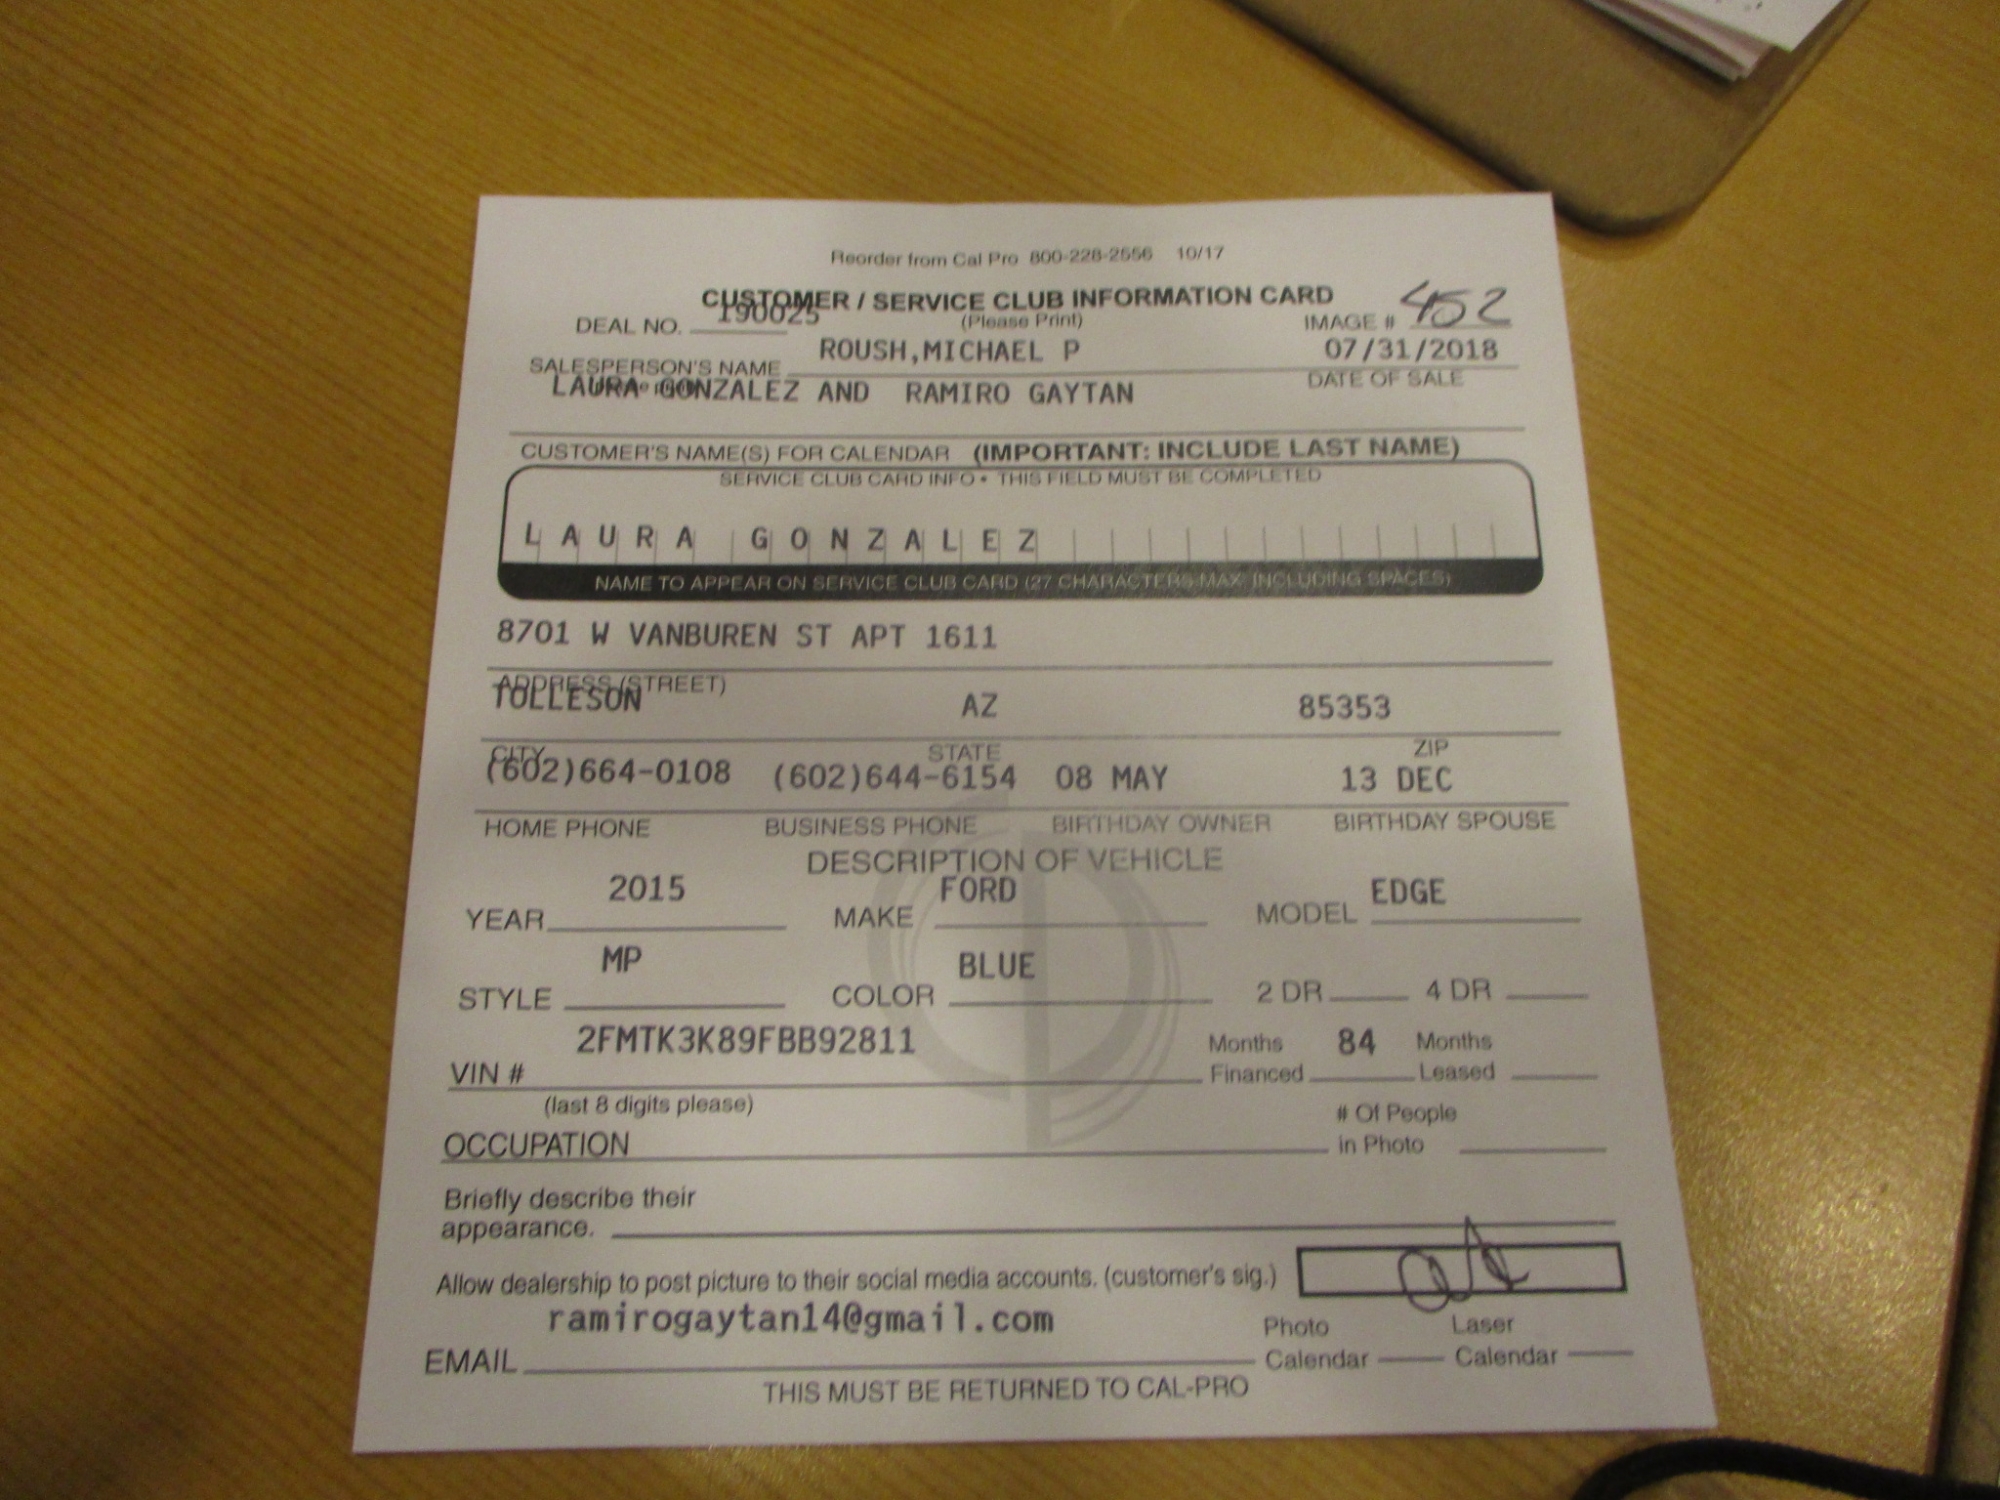 Reorder from Cal Pro 800-228-2556 10/17
CUSTOMER / SERVICE CLUB INFORMATION CARD
DEAL NO. 190025 (Please Print) IMAGE # 452
SALESPERSON'S NAME ROUSH,MICHAEL P 07/31/2018
DATE OF SALE
LAURA GONZALEZ AND RAMIRO GAYTAN
CUSTOMER'S NAME(S) FOR CALENDAR (IMPORTANT: INCLUDE LAST NAME)
SERVICE CLUB CARD INFO • THIS FIELD MUST BE COMPLETED
LAURA GONZALEZ
NAME TO APPEAR ON SERVICE CLUB CARD (27 CHARACTERS MAX, INCLUDING SPACES)
8701 W VANBUREN ST APT 1611
ADDRESS (STREET)
TOLLESON AZ 85353
CITY STATE ZIP
(602)664-0108 (602)644-6154 08 MAY 13 DEC
HOME PHONE BUSINESS PHONE BIRTHDAY OWNER BIRTHDAY SPOUSE
DESCRIPTION OF VEHICLE
YEAR 2015 MAKE FORD MODEL EDGE
STYLE MP COLOR BLUE 2 DR 4 DR
VIN # 2FMTK3K89FBB92811 Months Financed 84 Months Leased
(last 8 digits please)
OCCUPATION # Of People in Photo
Briefly describe their
appearance.
Allow dealership to post picture to their social media accounts. (customer's sig.)
EMAIL ramirogaytan14@gmail.com Photo Calendar Laser Calendar
THIS MUST BE RETURNED TO CAL-PRO